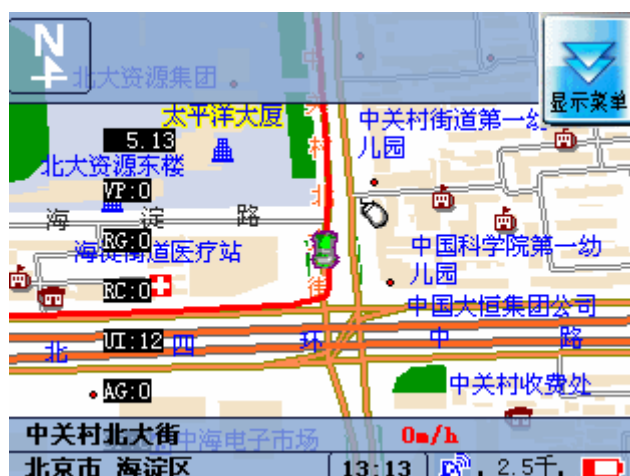 N
北大资源集团
显示菜单
太平洋大厦
中关村街道第一幼
儿园
5.13
北大资源东楼
VP:0
海淀路
RG:0
海淀街道医疗站
中国科学院第一幼
儿园
RC:0
中国大恒集团公司
UI:12
北四环中路
AG:0
中关村收费处
中关村北大街
中海电子市场
0m/h
北京市 海淀区
13:13
2.5千